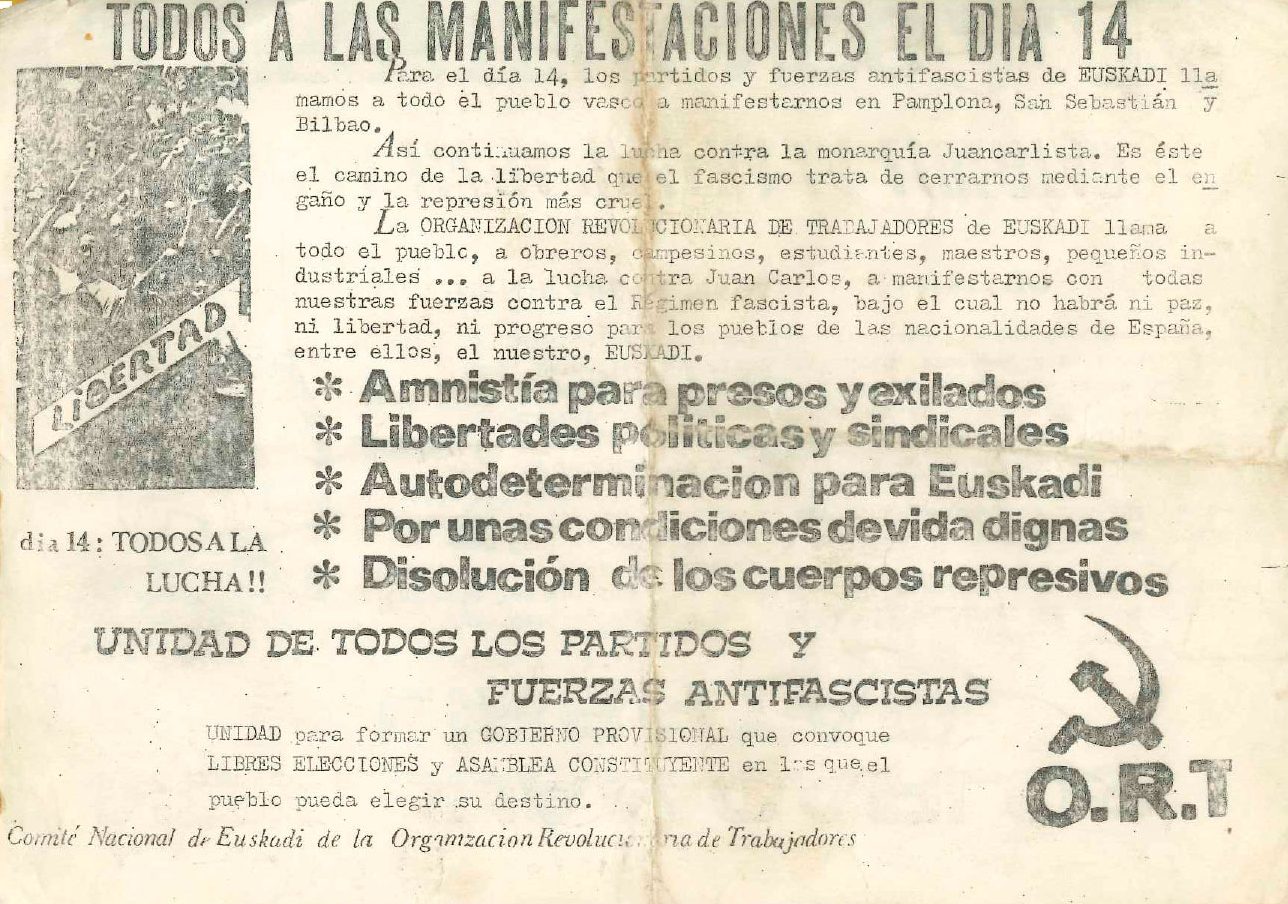 TODOS A LAS MANIFESTACIONES EL DIA 14
Para el día 14, los partidos y fuerzas antifascistas de EUSKADI lla
mamos a todo el pueblo vasco a manifestarnos en Pamplona, San Sebastián y
Bilbao.
Así continuamos la lucha contra la monarquía Juancarlista. Es éste
el camino de la libertad que el fascismo trata de cerrarnos mediante el en
gaño y la represión más cruel.
La ORGANIZACION REVOLUCIONARIA DE TRABAJADORES de EUSKADI llama a
todo el pueblo, a obreros, campesinos, estudiantes, maestros, pequeños in-
dustriales ... a la lucha contra Juan Carlos, a manifestarnos con todas
nuestras fuerzas contra el Régimen fascista, bajo el cual no habrá ni paz,
ni libertad, ni progreso para los pueblos de las nacionalidades de España,
entre ellos, el nuestro, EUSKADI.
LiBERTAD
* Amnistía para presos y exilados
* Libertades politicas y sindicales
* Autodeterminacion para Euskadi
* Por unas condiciones de vida dignas
* Disolución de los cuerpos represivos
dia 14: TODOS A LA
LUCHA!!
UNIDAD DE TODOS LOS PARTIDOS Y
FUERZAS ANTIFASCISTAS
UNIDAD para formar un GOBIERNO PROVISIONAL que convoque
LIBRES ELECCIONES y ASAMBLEA CONSTITUYENTE en las que el
pueblo pueda elegir su destino.
O.R.T
Comité Nacional de Euskadi de la Organizacion Revolucionaria de Trabajadores